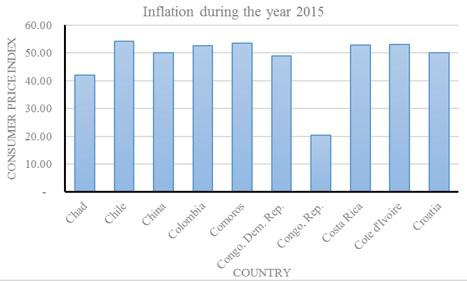 Inflation during the year 2015
CONSUMER PRICE INDEX
60.00
50.00
40.00
30.00
20.00
10.00
-
Chad
Chile
China
Colombia
Comoros
Congo, Dem. Rep.
Congo, Rep.
Costa Rica
Cote d'Ivoire
Croatia
COUNTRY